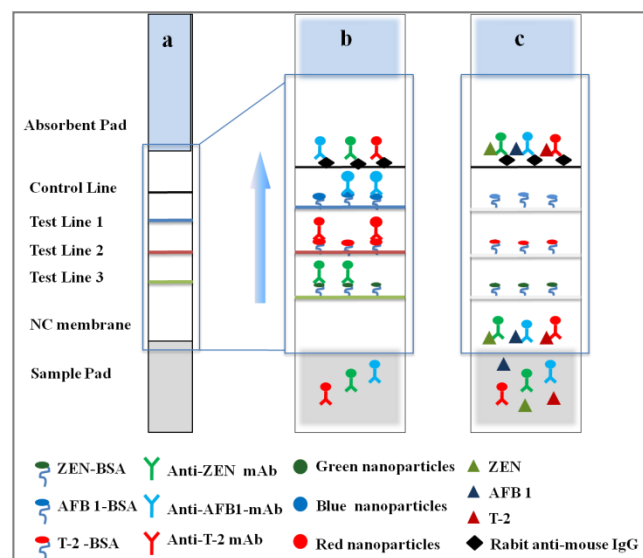 a
b
c
Absorbent Pad
Control Line
Test Line 1
Test Line 2
Test Line 3
NC membrane
Sample Pad
ZEN-BSA
Anti-ZEN mAb
Green nanoparticles
ZEN
AFB 1-BSA
Anti-AFB1-mAb
Blue nanoparticles
AFB 1
T-2 -BSA
Anti-T-2 mAb
Red nanoparticles
T-2
Rabit anti-mouse IgG